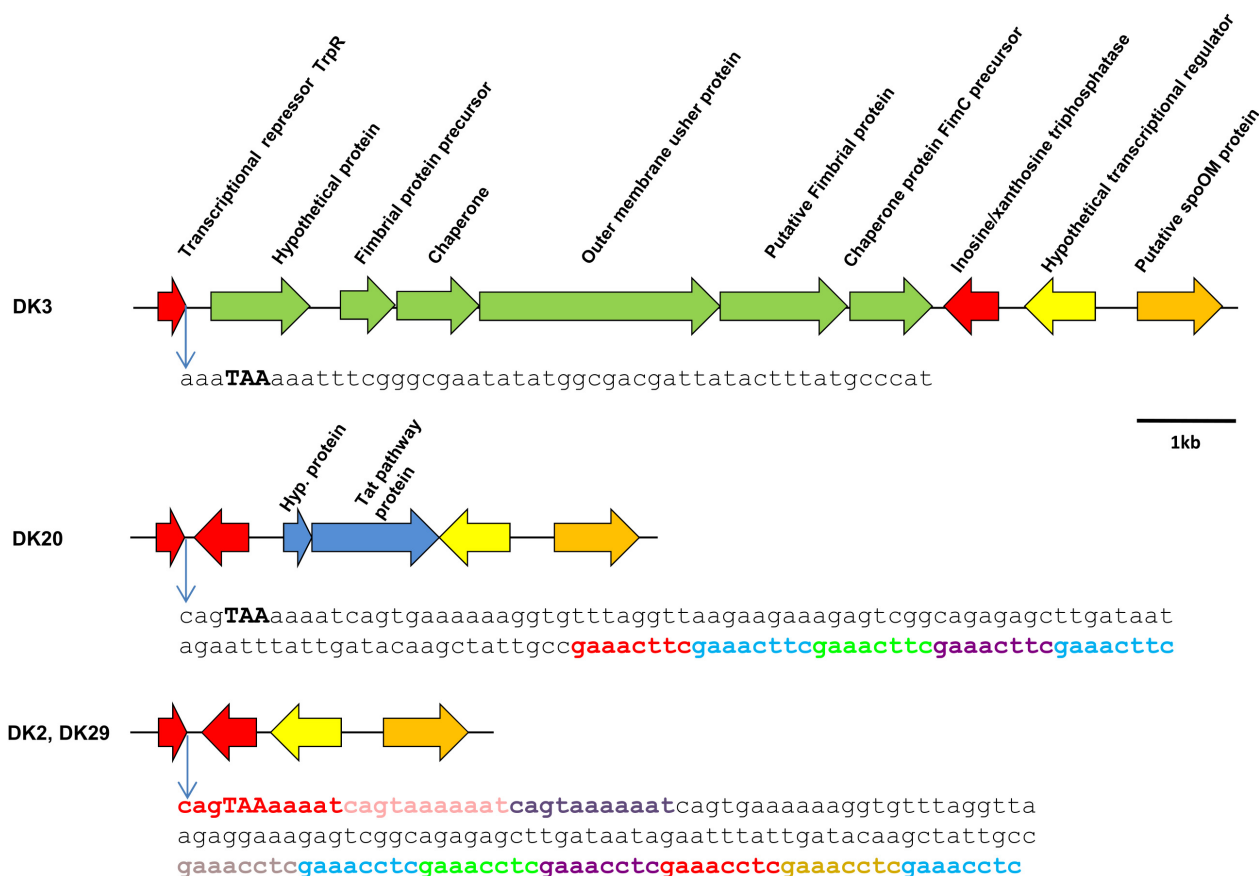 Transcriptional repressor TrpR
Hypothetical protein
Fimbrial protein precursor
Chaperone
Outer membrane usher protein
Putative Fimbrial protein
Chaperone protein FimC precursor
Inosine/xanthosine triphosphatase
Hypothetical transcriptional regulator
Putative spoOM protein
DK3
aaaTAAaaatttcgggcgaatatatggcgacgattatactttatgcccat
1kb
Hyp. protein
Tat pathway
protein
DK20
cagTAAaaaatcagtgaaaaaaggtgtttaggttaagaagaaagagtcggcagagagcttgataat
agaatttattgatacaagctattgccgaaacttcgaaacttcgaaacttcgaaacttcgaaacttc
DK2, DK29
cagTAAaaaatcagtaaaaaatcagtaaaaaatcagtgaaaaaaggtgtttaggtta
agaggaaagagtcggcagagagcttgataatagaatttattgatacaagctattgcc
gaaacctcgaaacctcgaaacctcgaaacctcgaaacctcgaaacctcgaaacctc